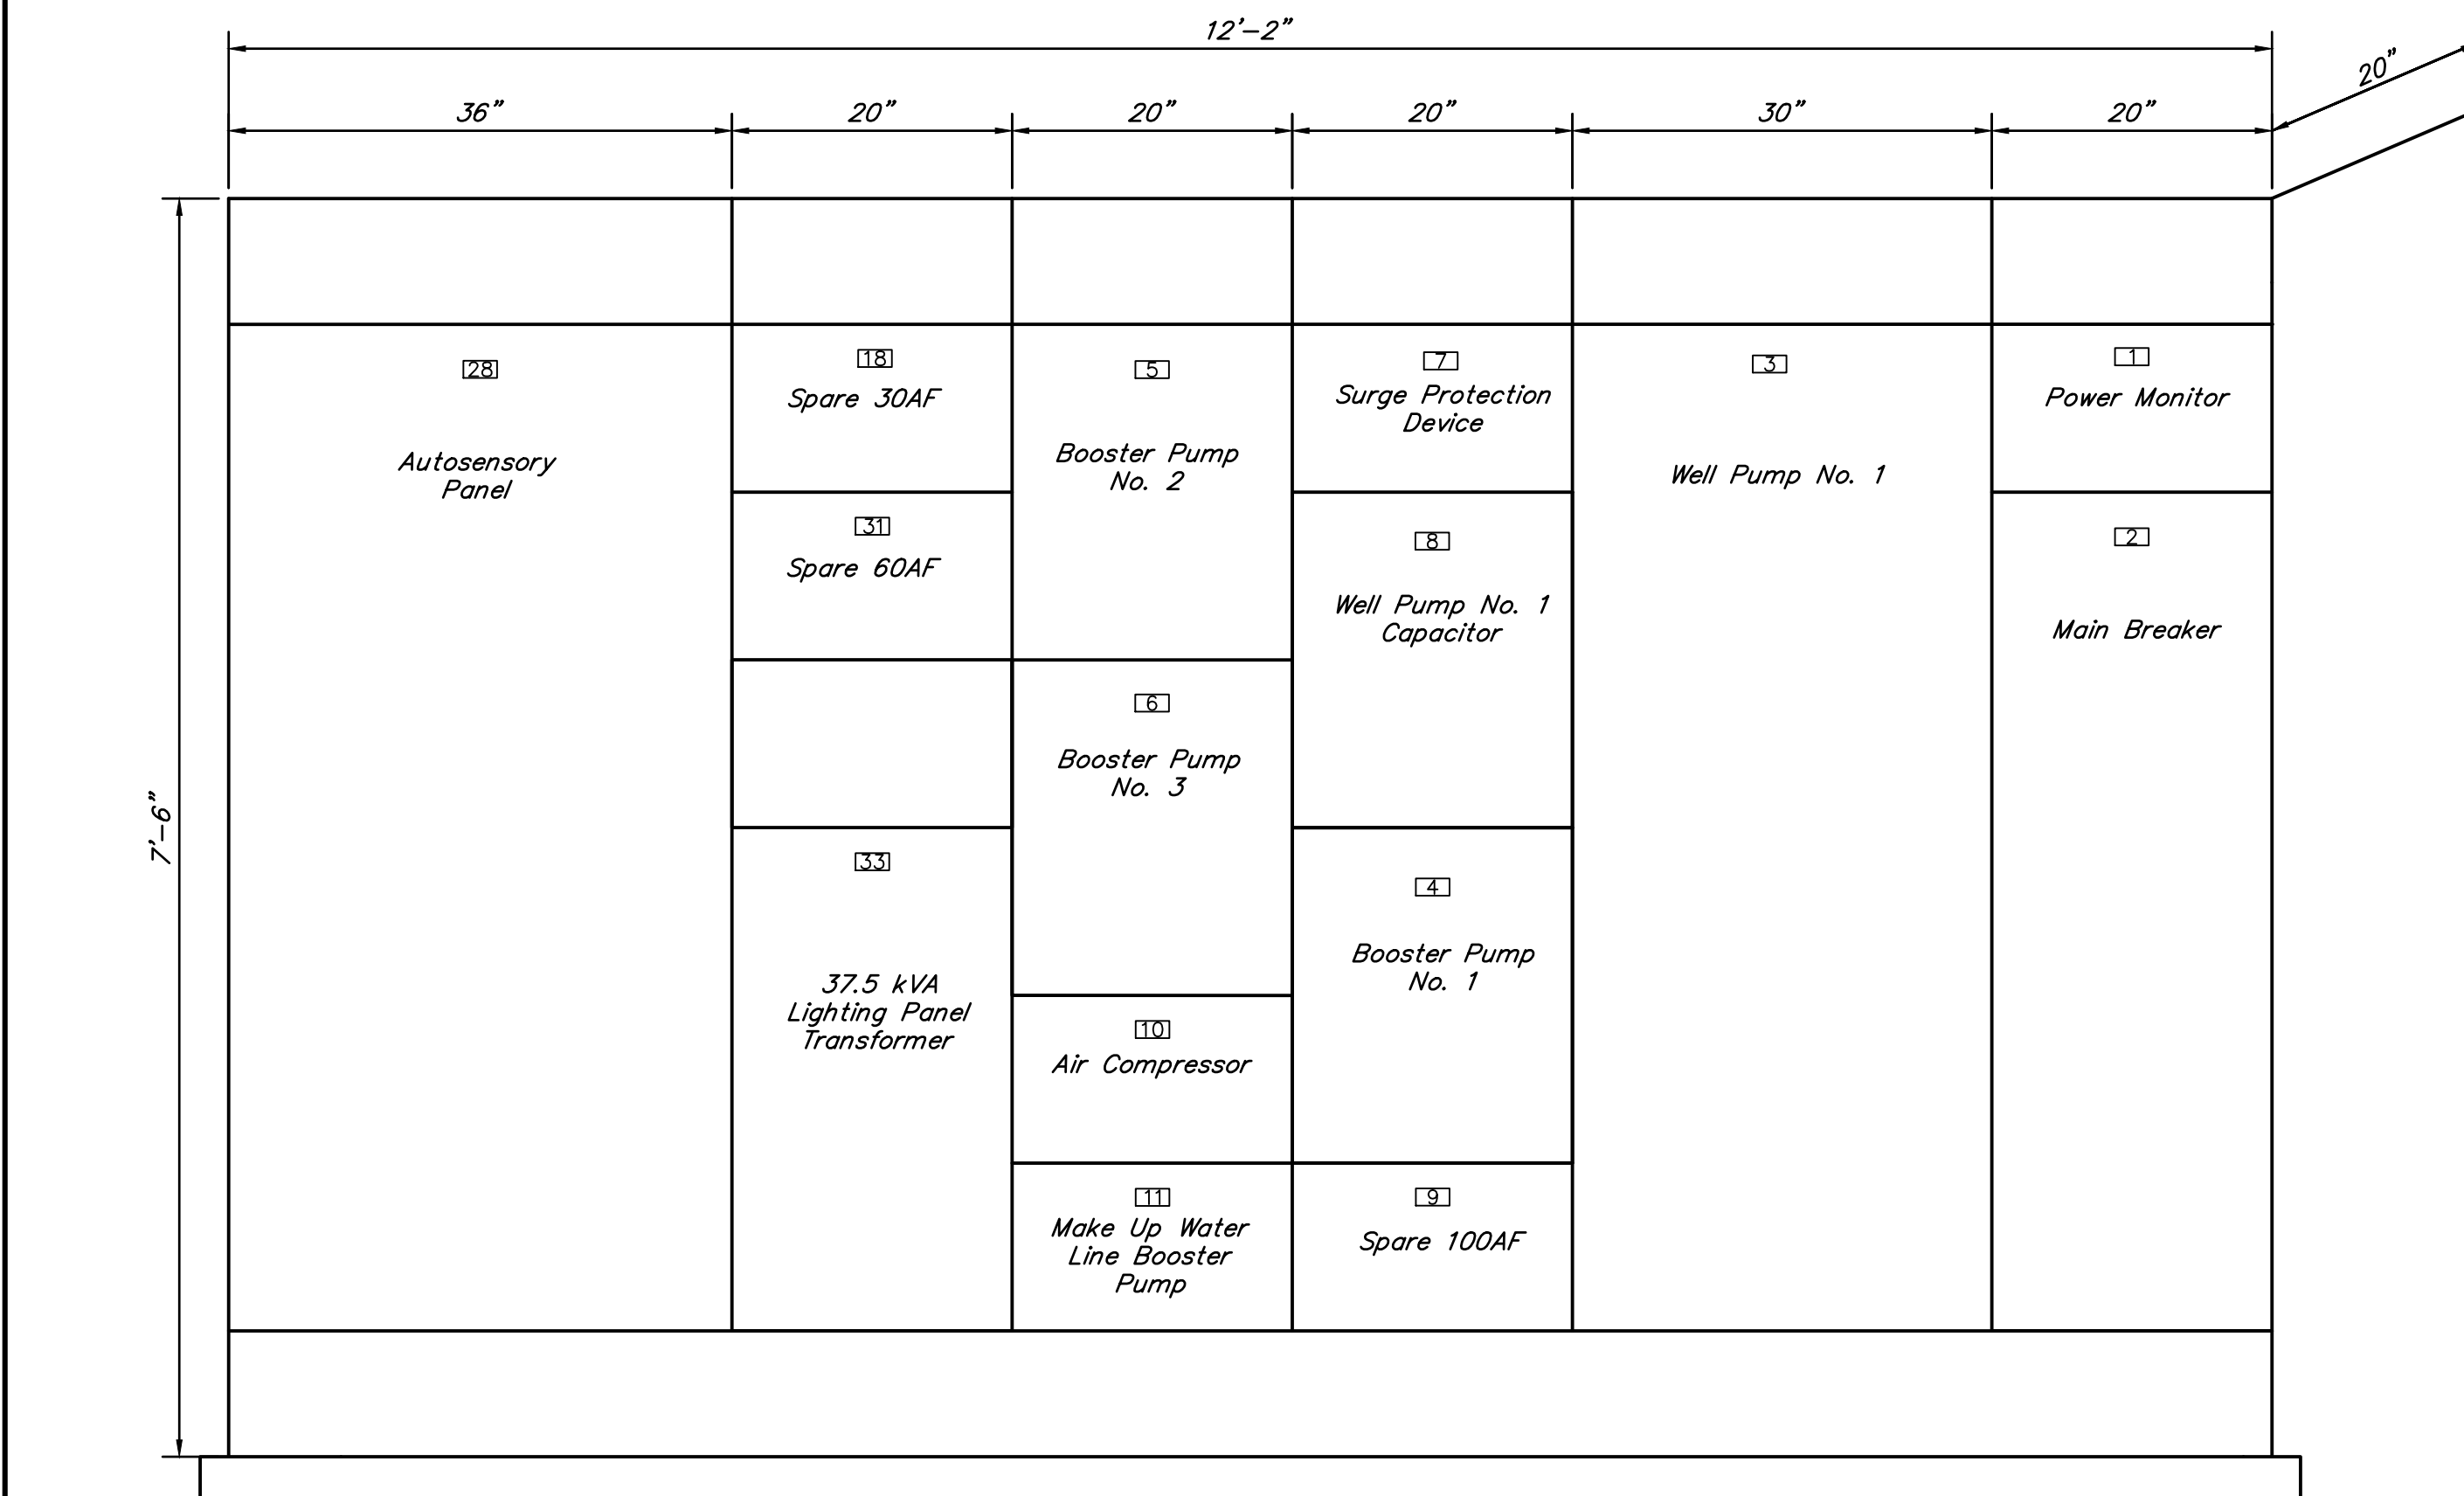 12'-2"
20"
36"
20"
20"
20"
30"
20"
7'-6"
28
Autosensory
Panel
18
Spare 30AF
31
Spare 60AF
33
37.5 kVA
Lighting Panel
Transformer
5
Booster Pump
No. 2
6
Booster Pump
No. 3
10
Air Compressor
11
Make Up Water
Line Booster
Pump
7
Surge Protection
Device
8
Well Pump No. 1
Capacitor
4
Booster Pump
No. 1
9
Spare 100AF
3
Well Pump No. 1
1
Power Monitor
2
Main Breaker